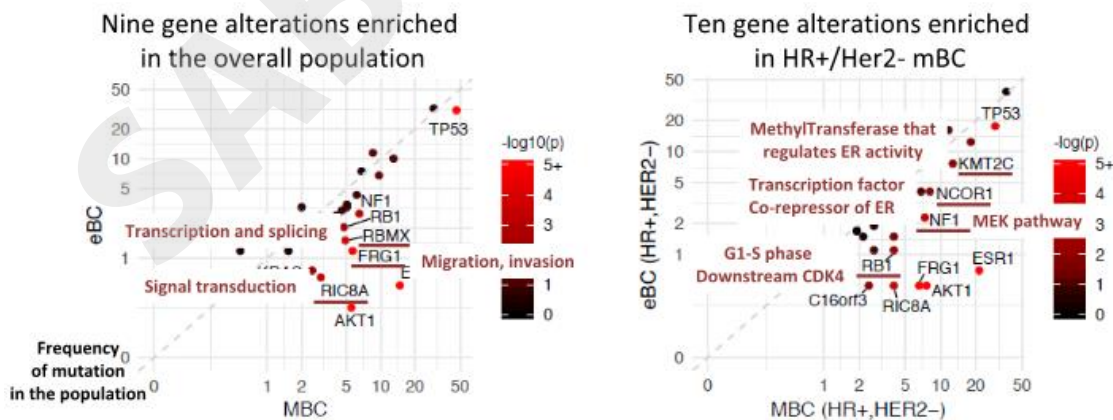 Nine gene alterations enriched
in the overall population
50
20
10
5
2
1
0
eBC
TP53
NF1
RB1
RBMX
FRG1
E
RIC8A
AKT1
Transcription and splicing
Migration, invasion
Signal transduction
Frequency
of mutation
in the population
0
1
2
5
10
20
50
MBC
-log10(p)
5+
4
3
2
1
0
Ten gene alterations enriched
in HR+/Her2- mBC
50
20
10
5
2
1
0
eBC (HR+,HER2−)
TP53
MethylTransferase that
regulates ER activity
KMT2C
Transcription factor
Co-repressor of ER
NCOR1
NF1
MEK pathway
G1-S phase
Downstream CDK4
RB1
FRG1
ESR1
C16orf3
RIC8A
AKT1
0
1
2
5
10
20
50
MBC (HR+,HER2−)
-log(p)
5+
4
3
2
1
0